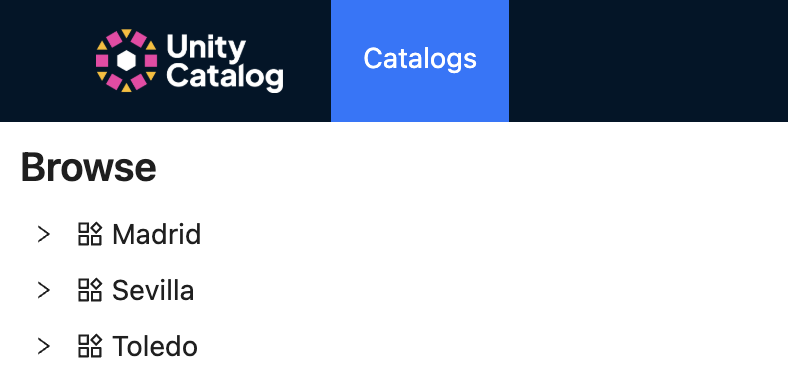 Unity
Catalog
Catalogs
Browse
Madrid
Sevilla
Toledo